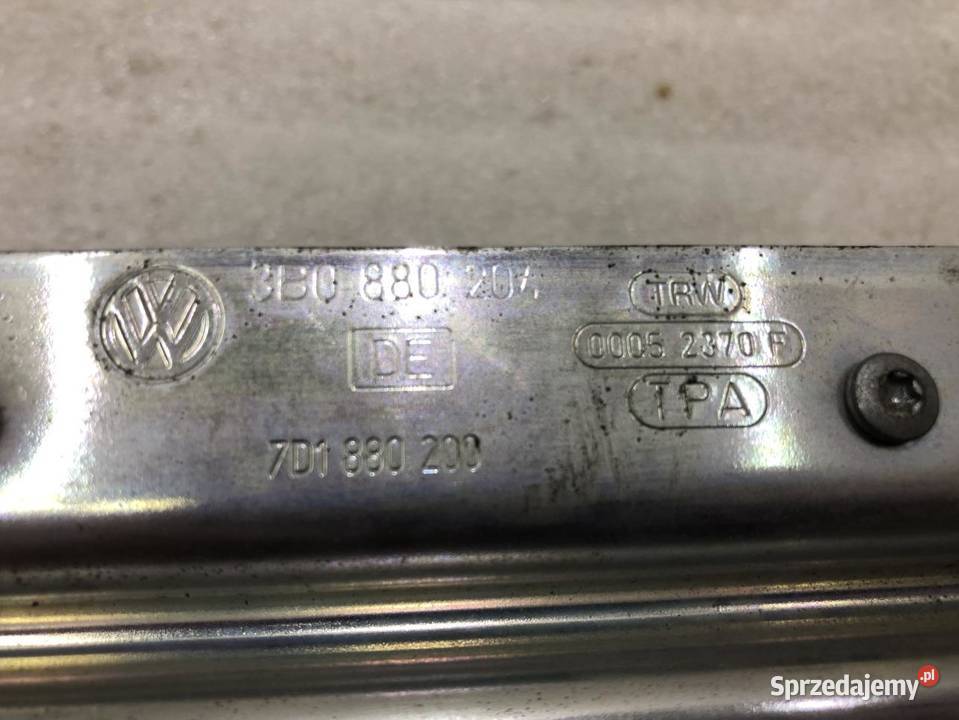 3B0 880 204
DE
7D1 880 200
TRW
0005 2370 F
TPA
Sprzedajemy.pl